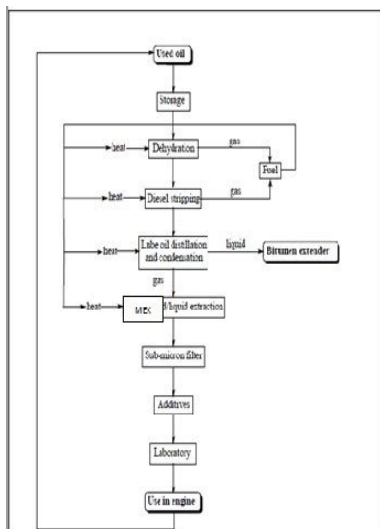 Used oil
Storage
heat
Dehydration
gas
Fuel
heat
Diesel stripping
gas
heat
Lube oil distillation
and condensation
liquid
Bitumen extender
gas
heat
MEK
/liquid extraction
Sub-micron filter
Additives
Laboratory
Use in engine